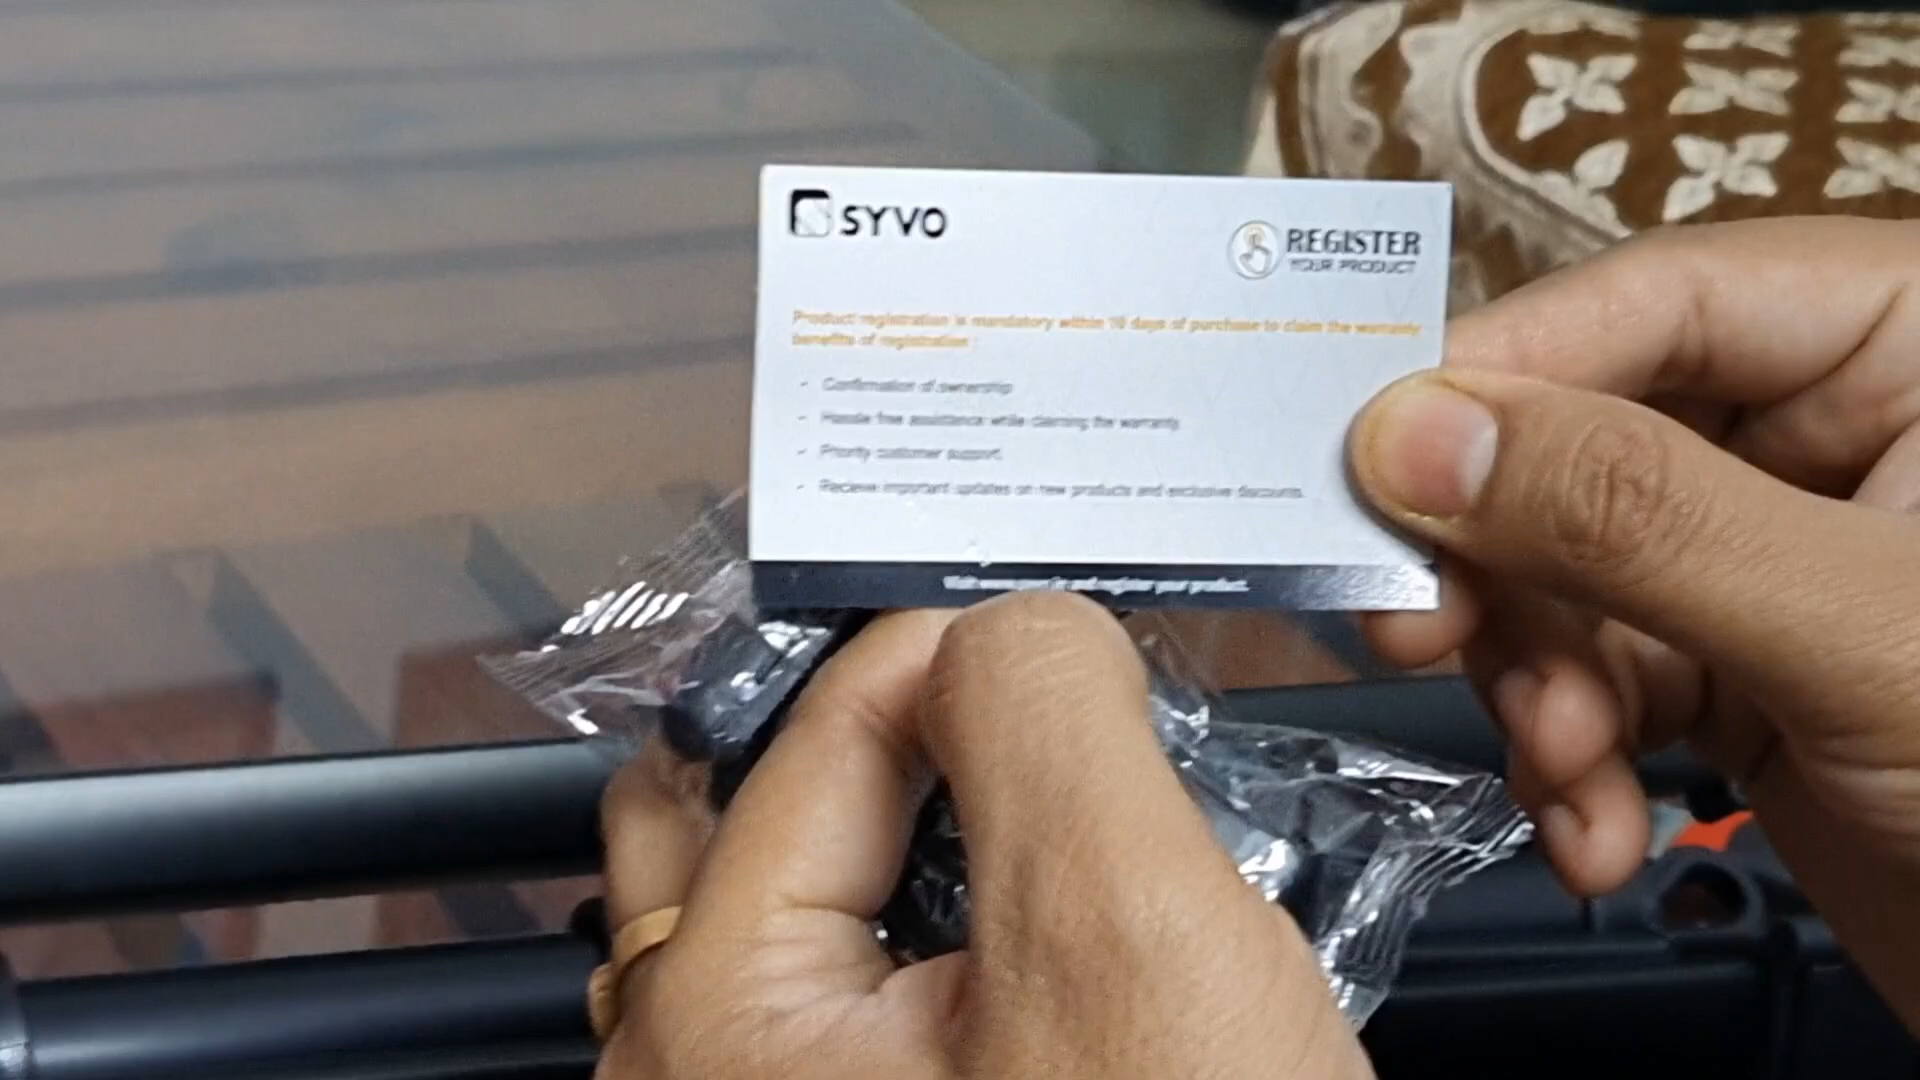 SYVO
REGISTER
YOUR PRODUCT
Product registration is mandatory within 10 days of purchase to claim the warranty
benefits of registration
Confirmation of ownership
Hassle free assistance while claiming the warranty.
Priority customer support.
Recieve important updates on new products and exclusive discounts.
Visit and register your product.